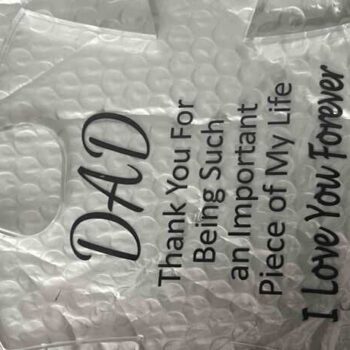 DAD
Thank You For
Being Such
an Important
Piece of My Life
I Love You Forever